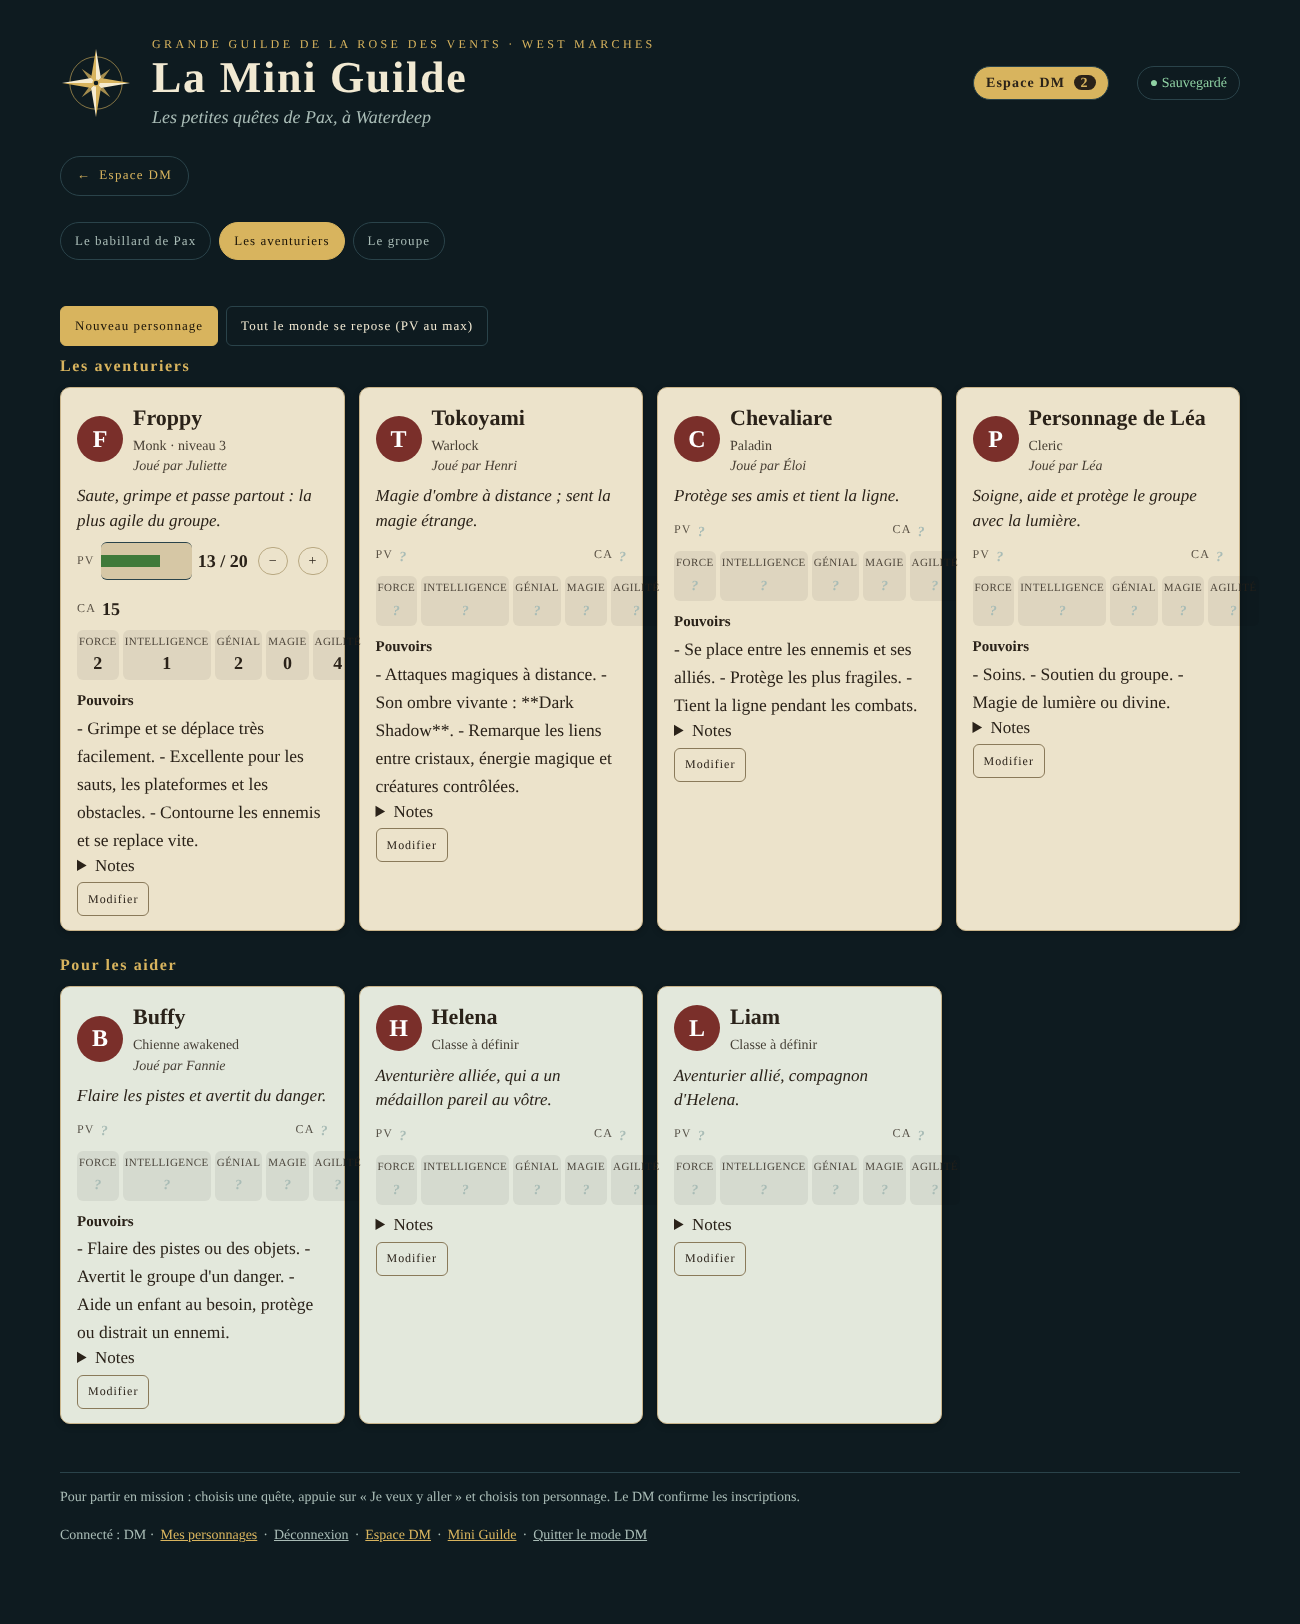 GRANDE GUILDE DE LA ROSE DES VENTS · WEST MARCHES
La Mini Guilde
Les petites quêtes de Pax, à Waterdeep
Espace DM 2
● Sauvegardé
← Espace DM
Le babillard de Pax
Les aventuriers
Le groupe
Nouveau personnage
Tout le monde se repose (PV au max)
Les aventuriers
F
Froppy
Monk · niveau 3
Joué par Juliette
Saute, grimpe et passe partout : la
plus agile du groupe.
PV 13 / 20 − +
CA 15
FORCE INTELLIGENCE GÉNIAL MAGIE AGILITÉ
2 1 2 0 4
Pouvoirs
- Grimpe et se déplace très
facilement. - Excellente pour les
sauts, les plateformes et les
obstacles. - Contourne les ennemis
et se replace vite.
▶ Notes
Modifier
T
Tokoyami
Warlock
Joué par Henri
Magie d'ombre à distance ; sent la
magie étrange.
PV ? CA ?
FORCE INTELLIGENCE GÉNIAL MAGIE AGILITÉ
? ? ? ? ?
Pouvoirs
- Attaques magiques à distance. -
Son ombre vivante : **Dark
Shadow**. - Remarque les liens
entre cristaux, énergie magique et
créatures contrôlées.
▶ Notes
Modifier
C
Chevaliare
Paladin
Joué par Éloi
Protège ses amis et tient la ligne.
PV ? CA ?
FORCE INTELLIGENCE GÉNIAL MAGIE AGILITÉ
? ? ? ? ?
Pouvoirs
- Se place entre les ennemis et ses
alliés. - Protège les plus fragiles. -
Tient la ligne pendant les combats.
▶ Notes
Modifier
P
Personnage de Léa
Cleric
Joué par Léa
Soigne, aide et protège le groupe
avec la lumière.
PV ? CA ?
FORCE INTELLIGENCE GÉNIAL MAGIE AGILITÉ
? ? ? ? ?
Pouvoirs
- Soins. - Soutien du groupe. -
Magie de lumière ou divine.
▶ Notes
Modifier
Pour les aider
B
Buffy
Chienne awakened
Joué par Fannie
Flaire les pistes et avertit du danger.
PV ? CA ?
FORCE INTELLIGENCE GÉNIAL MAGIE AGILITÉ
? ? ? ? ?
Pouvoirs
- Flaire des pistes ou des objets. -
Avertit le groupe d'un danger. -
Aide un enfant au besoin, protège
ou distrait un ennemi.
▶ Notes
Modifier
H
Helena
Classe à définir
Aventurière alliée, qui a un
médaillon pareil au vôtre.
PV ? CA ?
FORCE INTELLIGENCE GÉNIAL MAGIE AGILITÉ
? ? ? ? ?
▶ Notes
Modifier
L
Liam
Classe à définir
Aventurier allié, compagnon
d'Helena.
PV ? CA ?
FORCE INTELLIGENCE GÉNIAL MAGIE AGILITÉ
? ? ? ? ?
▶ Notes
Modifier
Pour partir en mission : choisis une quête, appuie sur « Je veux y aller » et choisis ton personnage. Le DM confirme les inscriptions.
Connecté : DM · Mes personnages · Déconnexion · Espace DM · Mini Guilde · Quitter le mode DM